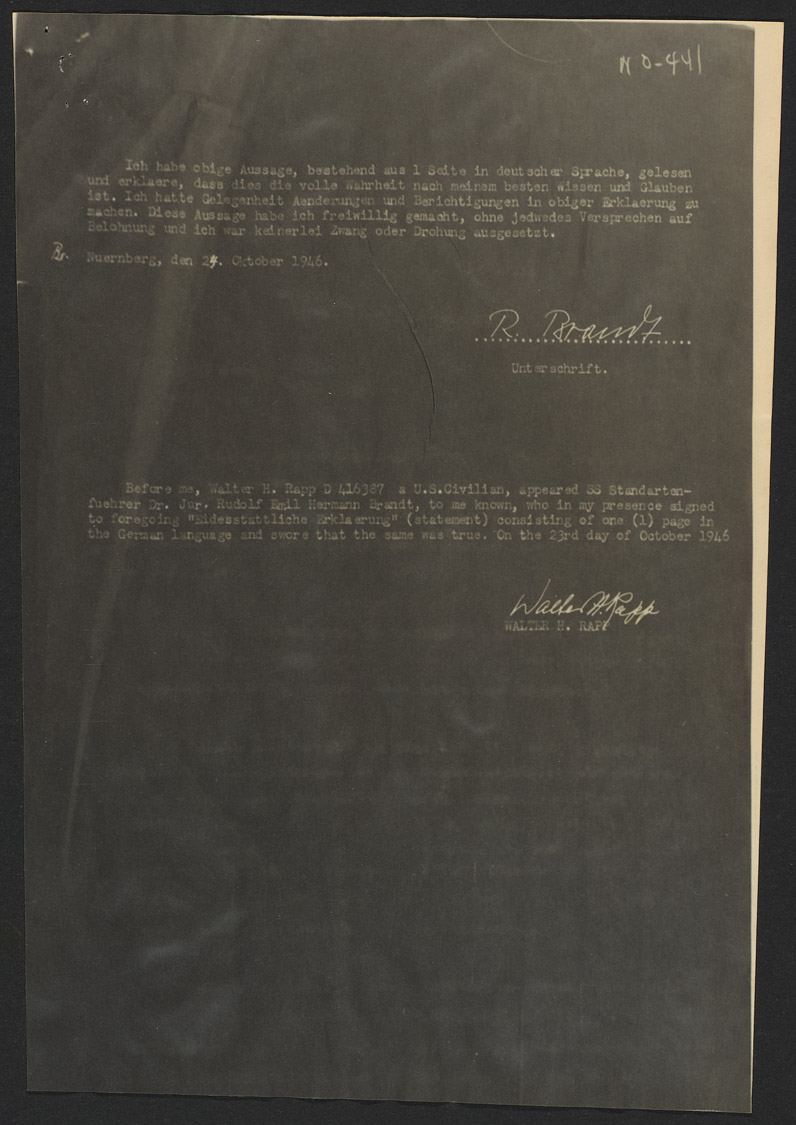 NO-441
Ich habe obige Aussage, bestehend aus 1 Seite in deutscher Sprache, gelesen
und erklaere, dass dies die volle Wahrheit nach meinem besten Wissen und Glauben
ist. Ich hatte Gelegenheit Aenderungen und Berichtigungen in obiger Erklaerung zu
machen. Diese Aussage habe ich freiwillig gemacht, ohne jedwedes Versprechen auf
Belohnung und ich war keinerlei Zwang oder Drohung ausgesetzt.
Br. Nuernberg, den 24. Oktober 1946.
R. Brandt
Unterschrift.
Before me, Walter H. Rapp D 416387 a U.S.Civilian, appeared SS Standarten-
fuehrer Dr. Jur. Rudolf Emil Hermann Brandt, to me known, who in my presence signed
to foregoing "Eidesstattliche Erklaerung" (statement) consisting of one (1) page in
the German language and swore that the same was true. On the 23rd day of October 1946
Walter H. Rapp
WALTER H. RAPP